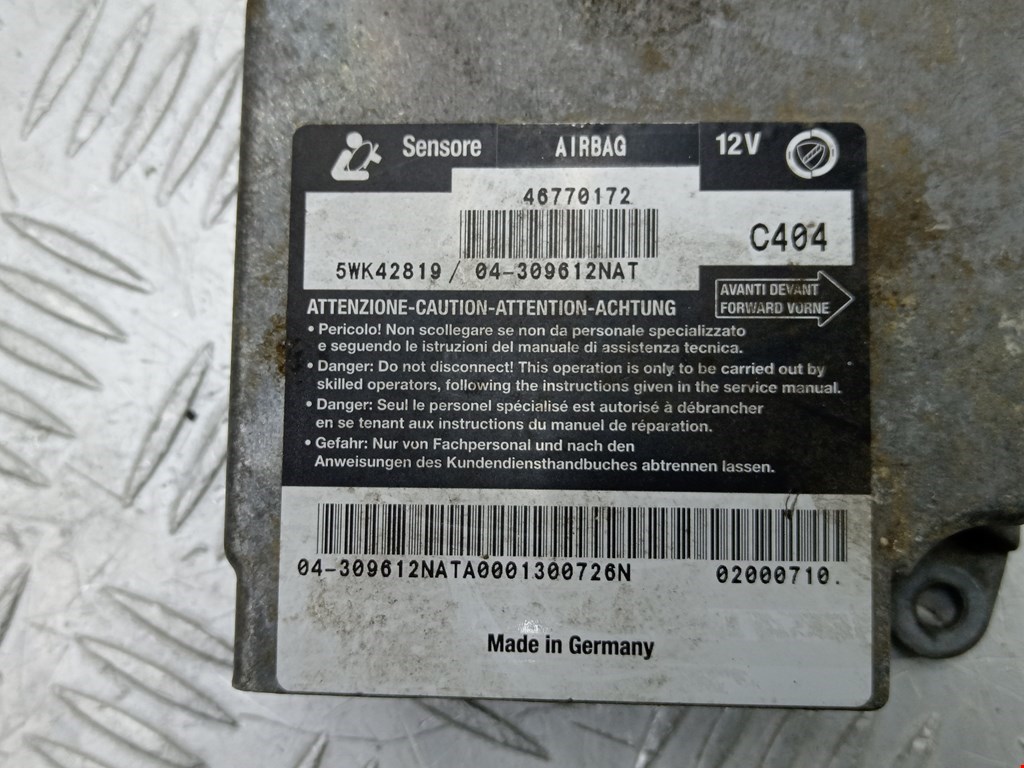 Sensore AIRBAG 12V
46770172
C404
5WK42819 / 04-309612NAT
AVANTI DEVANT
FORWARD VORNE
ATTENZIONE-CAUTION-ATTENTION-ACHTUNG
• Pericolo! Non scollegare se non da personale specializzato
e seguendo le istruzioni del manuale di assistenza tecnica.
• Danger: Do not disconnect! This operation is only to be carried out by
skilled operators, following the instructions given in the service manual.
• Danger: Seul le personel spécialisé est autorisé à débrancher
en se tenant aux instructions du manuel de réparation.
• Gefahr: Nur von Fachpersonal und nach den
Anweisungen des Kundendiensthandbuches abtrennen lassen.
04-309612NATA0001300726N 02000710.
Made in Germany